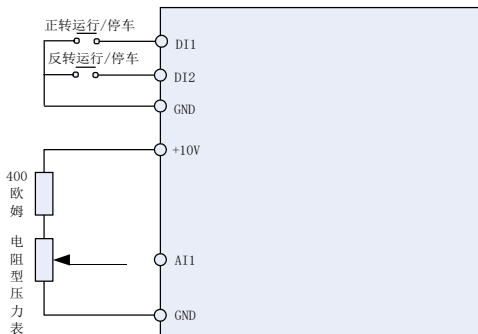 正转运行/停车
DI1
反转运行/停车
DI2
GND
+10V
400
欧
姆
电
阻
型
压
力
表
AI1
GND